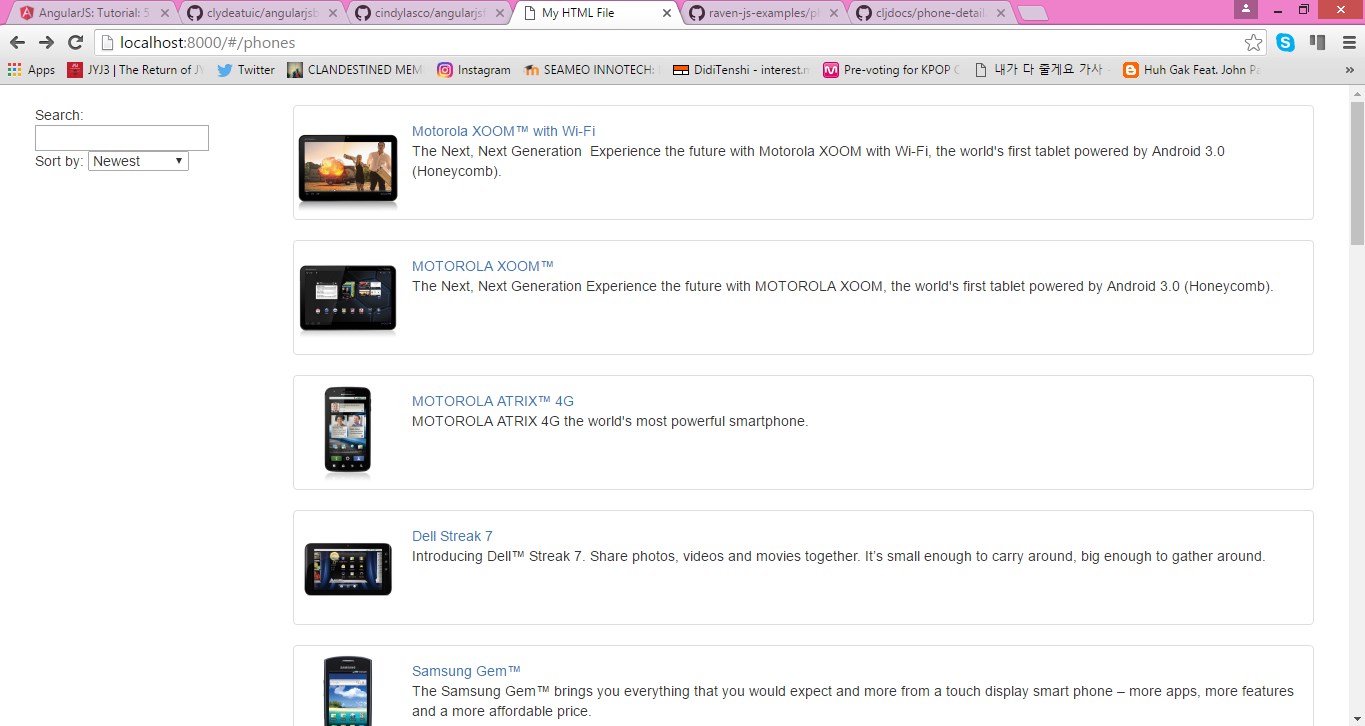 AngularJS: Tutorial: 5
clydeatuic/angularjsb
cindylasco/angularjst
My HTML File
raven-js-examples/ph
cljdocs/phone-detail
localhost:8000/#/phones
Apps
JYJ3 | The Return of JY
Twitter
CLANDESTINED MEM
Instagram
SEAMEO INNOTECH:
DidiTenshi - interest.m
Pre-voting for KPOP C
내가 다 줄게요 가사 -
Huh Gak Feat. John Pa
»
Search:
Sort by: Newest
Motorola XOOM™ with Wi-Fi
The Next, Next Generation Experience the future with Motorola XOOM with Wi-Fi, the world's first tablet powered by Android 3.0
(Honeycomb).
MOTOROLA XOOM™
The Next, Next Generation Experience the future with MOTOROLA XOOM, the world's first tablet powered by Android 3.0 (Honeycomb).
MOTOROLA ATRIX™ 4G
MOTOROLA ATRIX 4G the world's most powerful smartphone.
Dell Streak 7
Introducing Dell™ Streak 7. Share photos, videos and movies together. It’s small enough to carry around, big enough to gather around.
Samsung Gem™
The Samsung Gem™ brings you everything that you would expect and more from a touch display smart phone – more apps, more features
and a more affordable price.